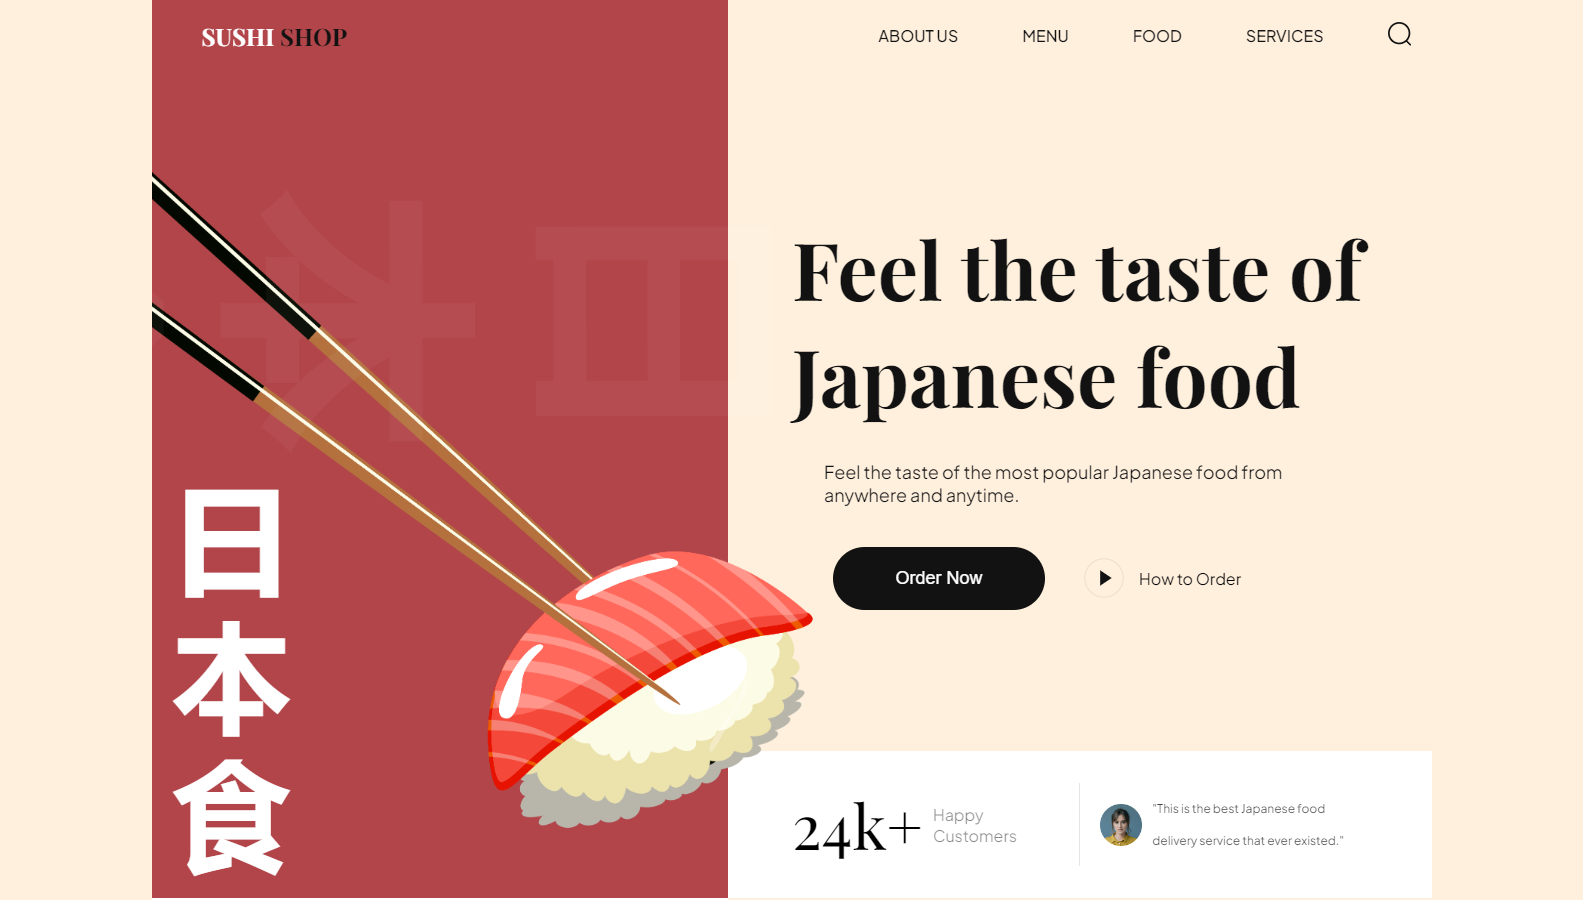 SUSHI SHOP
ABOUT US
MENU
FOOD
SERVICES
Feel the taste of
Japanese food
Feel the taste of the most popular Japanese food from
anywhere and anytime.
Order Now
How to Order
日
本
食
24k+
Happy
Customers
"This is the best Japanese food
delivery service that ever existed."